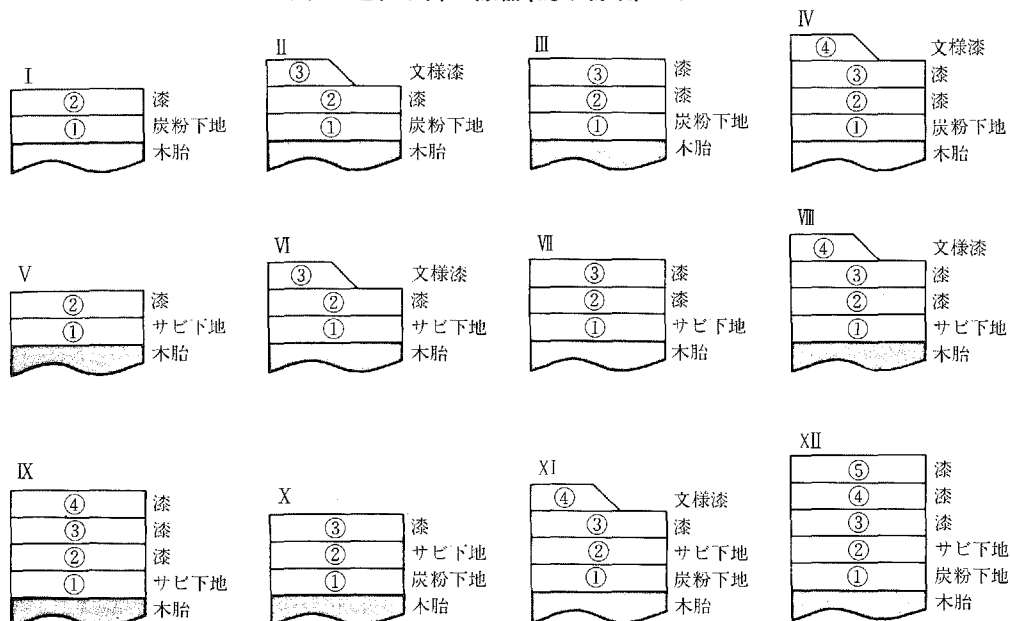 Ⅰ
②漆
①炭粉下地
木胎
Ⅱ
③文様漆
②漆
①炭粉下地
木胎
Ⅲ
③漆
②漆
①炭粉下地
木胎
Ⅳ
④文様漆
③漆
②漆
①炭粉下地
木胎
Ⅴ
②漆
①サビ下地
木胎
Ⅵ
③文様漆
②漆
①サビ下地
木胎
Ⅶ
③漆
②漆
①サビ下地
木胎
Ⅷ
④文様漆
③漆
②漆
①サビ下地
木胎
Ⅸ
④漆
③漆
②漆
①サビ下地
木胎
Ⅹ
③漆
②サビ下地
①炭粉下地
木胎
ⅩⅠ
④文様漆
③漆
②サビ下地
①炭粉下地
木胎
ⅩⅡ
⑤漆
④漆
③漆
②サビ下地
①炭粉下地
木胎